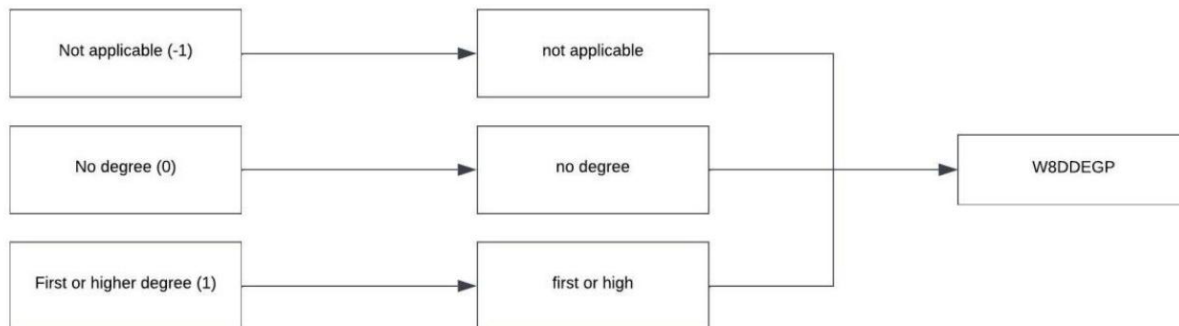 Not applicable (-1)
not applicable
No degree (0)
no degree
W8DDEGP
First or higher degree (1)
first or high